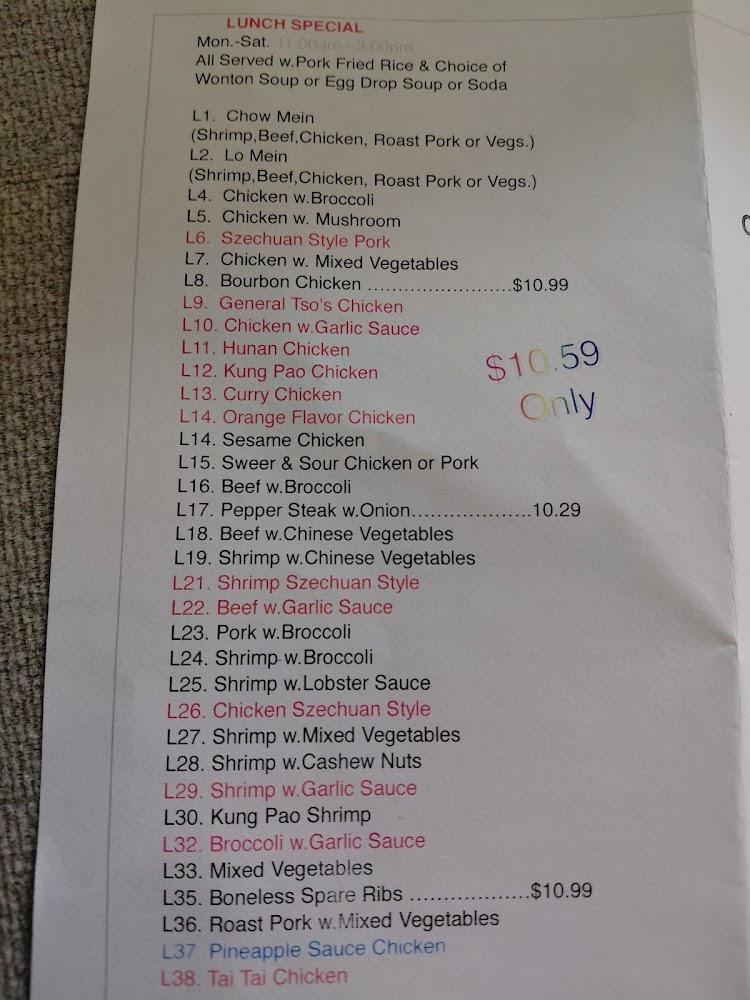 LUNCH SPECIAL
Mon.-Sat. 11:00am - 3:00pm
All Served w.Pork Fried Rice & Choice of
Wonton Soup or Egg Drop Soup or Soda
L1. Chow Mein
(Shrimp,Beef,Chicken, Roast Pork or Vegs.)
L2. Lo Mein
(Shrimp,Beef,Chicken, Roast Pork or Vegs.)
L4. Chicken w.Broccoli
L5. Chicken w. Mushroom
L6. Szechuan Style Pork
L7. Chicken w. Mixed Vegetables
L8. Bourbon Chicken ........................$10.99
L9. General Tso's Chicken
L10. Chicken w.Garlic Sauce
L11. Hunan Chicken
L12. Kung Pao Chicken
$10.59
L13. Curry Chicken
Only
L14. Orange Flavor Chicken
L14. Sesame Chicken
L15. Sweer & Sour Chicken or Pork
L16. Beef w.Broccoli
L17. Pepper Steak w.Onion....................10.29
L18. Beef w.Chinese Vegetables
L19. Shrimp w.Chinese Vegetables
L21. Shrimp Szechuan Style
L22. Beef w.Garlic Sauce
L23. Pork w.Broccoli
L24. Shrimp w.Broccoli
L25. Shrimp w.Lobster Sauce
L26. Chicken Szechuan Style
L27. Shrimp w.Mixed Vegetables
L28. Shrimp w.Cashew Nuts
L29. Shrimp w.Garlic Sauce
L30. Kung Pao Shrimp
L32. Broccoli w.Garlic Sauce
L33. Mixed Vegetables
L35. Boneless Spare Ribs ....................$10.99
L36. Roast Pork w.Mixed Vegetables
L37 Pineapple Sauce Chicken
L38. Tai Tai Chicken